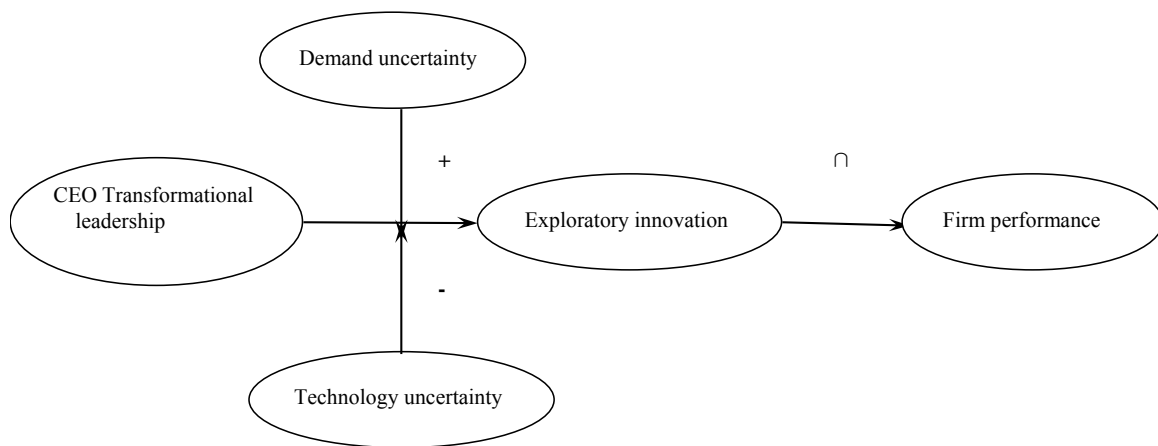 Demand uncertainty
+
∩
CEO Transformational
leadership
Exploratory innovation
Firm performance
-
Technology uncertainty